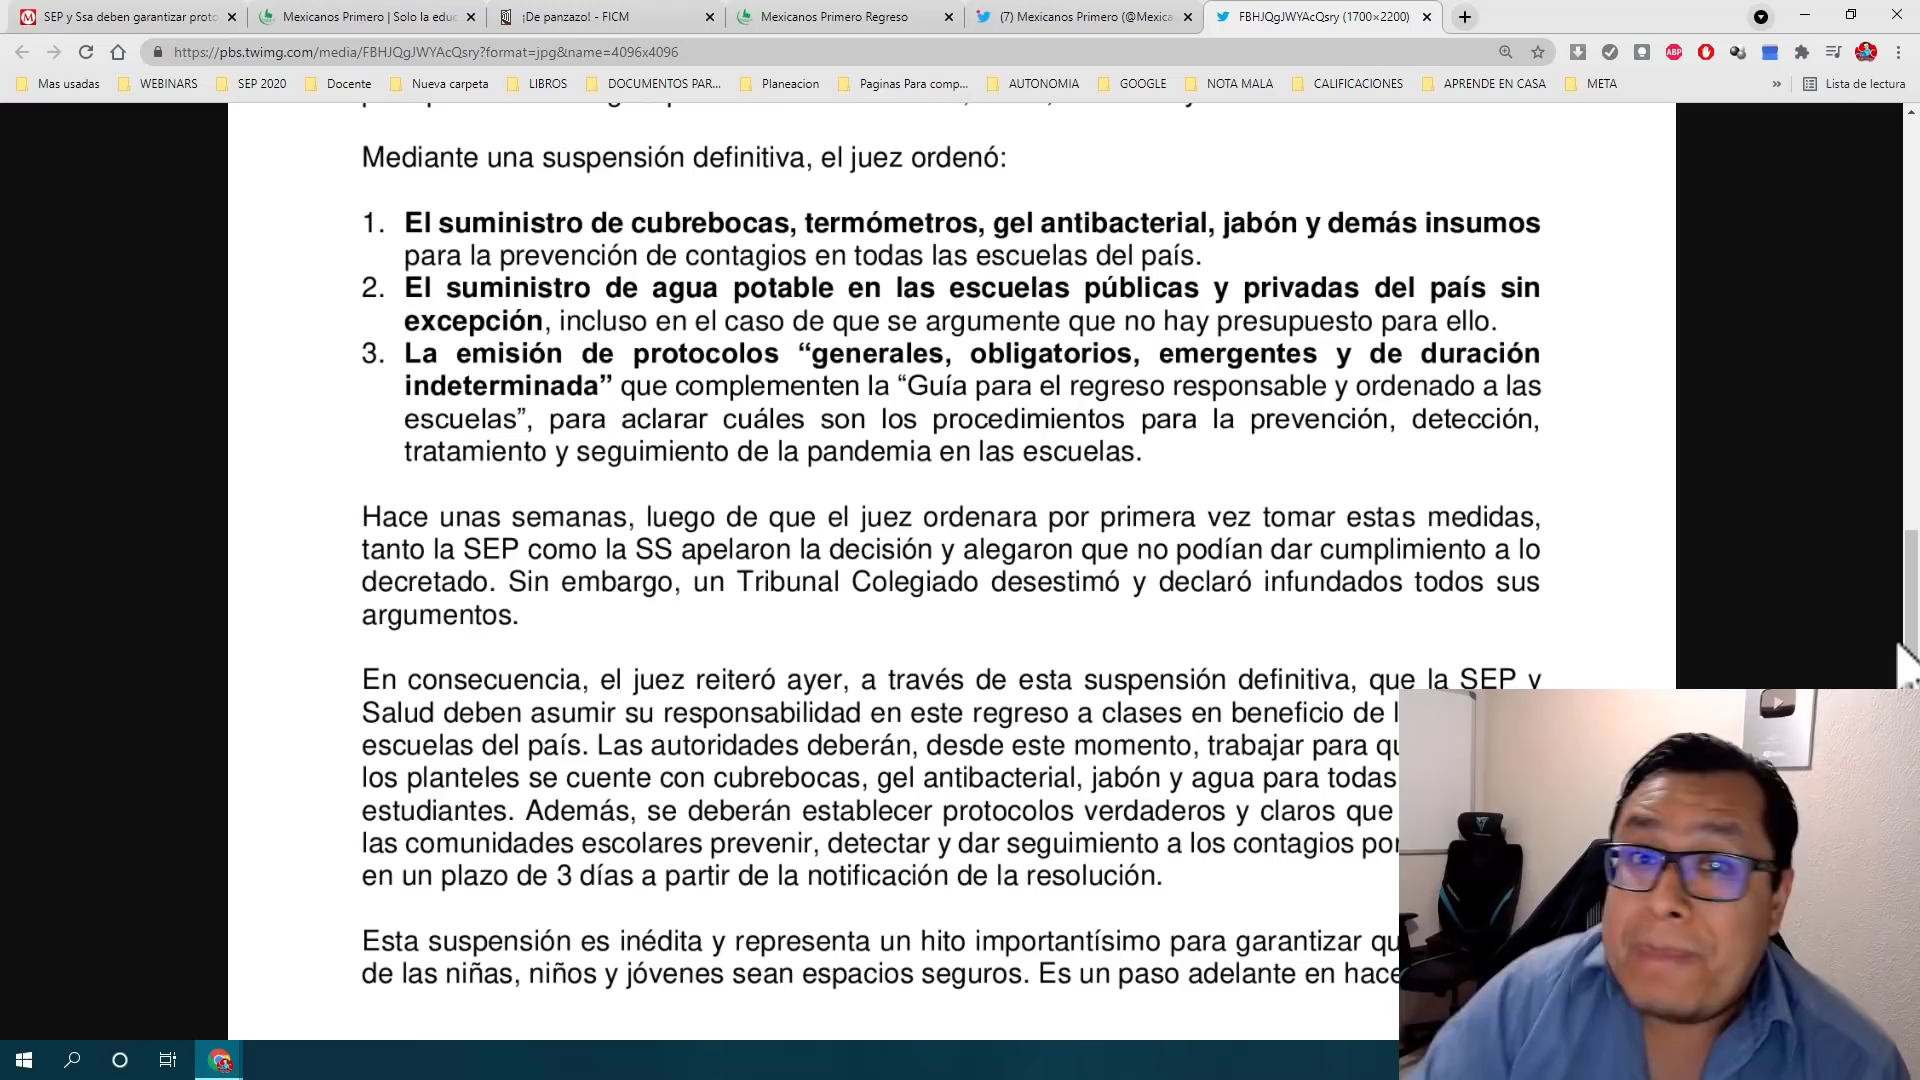 SEP y Ssa deben garantizar proto
Mexicanos Primero | Solo la educ
¡De panzazo! - FICM
Mexicanos Primero Regreso
(7) Mexicanos Primero (@Mexica
FBHJQgJWYAcQsry (1700×2200)
https://pbs.twimg.com/media/FBHJQgJWYAcQsry?format=jpg&name=4096x4096
ABP
Mas usadas
WEBINARS
SEP 2020
Docente
Nueva carpeta
LIBROS
DOCUMENTOS PAR...
Planeacion
Paginas Para comp...
AUTONOMIA
GOOGLE
NOTA MALA
CALIFICACIONES
APRENDE EN CASA
META
»
Lista de lectura
Mediante una suspensión definitiva, el juez ordenó:
1. El suministro de cubrebocas, termómetros, gel antibacterial, jabón y demás insumos
para la prevención de contagios en todas las escuelas del país.
2. El suministro de agua potable en las escuelas públicas y privadas del país sin
excepción, incluso en el caso de que se argumente que no hay presupuesto para ello.
3. La emisión de protocolos “generales, obligatorios, emergentes y de duración
indeterminada” que complementen la “Guía para el regreso responsable y ordenado a las
escuelas”, para aclarar cuáles son los procedimientos para la prevención, detección,
tratamiento y seguimiento de la pandemia en las escuelas.
Hace unas semanas, luego de que el juez ordenara por primera vez tomar estas medidas,
tanto la SEP como la SS apelaron la decisión y alegaron que no podían dar cumplimiento a lo
decretado. Sin embargo, un Tribunal Colegiado desestimó y declaró infundados todos sus
argumentos.
En consecuencia, el juez reiteró ayer, a través de esta suspensión definitiva, que la SEP y
Salud deben asumir su responsabilidad en este regreso a clases en beneficio de l
escuelas del país. Las autoridades deberán, desde este momento, trabajar para qu
los planteles se cuente con cubrebocas, gel antibacterial, jabón y agua para todas
estudiantes. Además, se deberán establecer protocolos verdaderos y claros que
las comunidades escolares prevenir, detectar y dar seguimiento a los contagios por
en un plazo de 3 días a partir de la notificación de la resolución.
Esta suspensión es inédita y representa un hito importantísimo para garantizar qu
de las niñas, niños y jóvenes sean espacios seguros. Es un paso adelante en hace